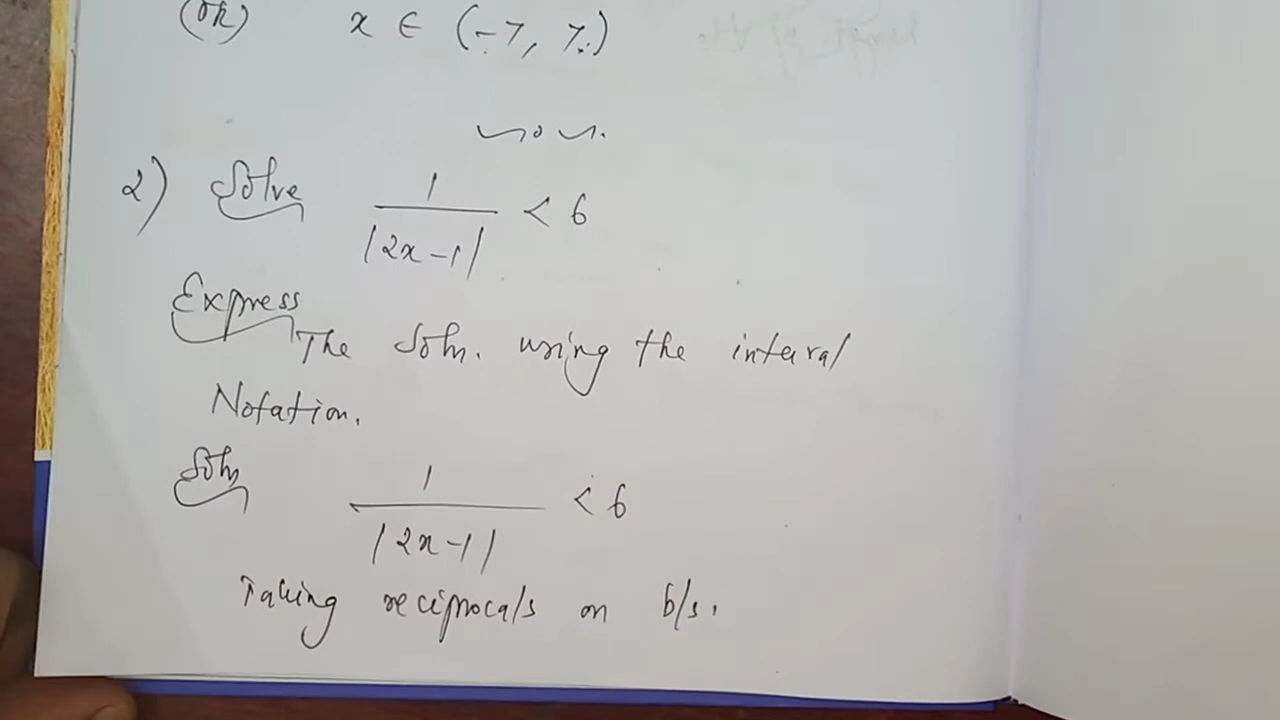 (OR) x ∈ (-7, 7)
2) Solve 1/|2x-1| < 6
Express
The Soln. using the interval
Notation.
Soln 1/|2x-1| < 6
Taking reciprocals on b/s.